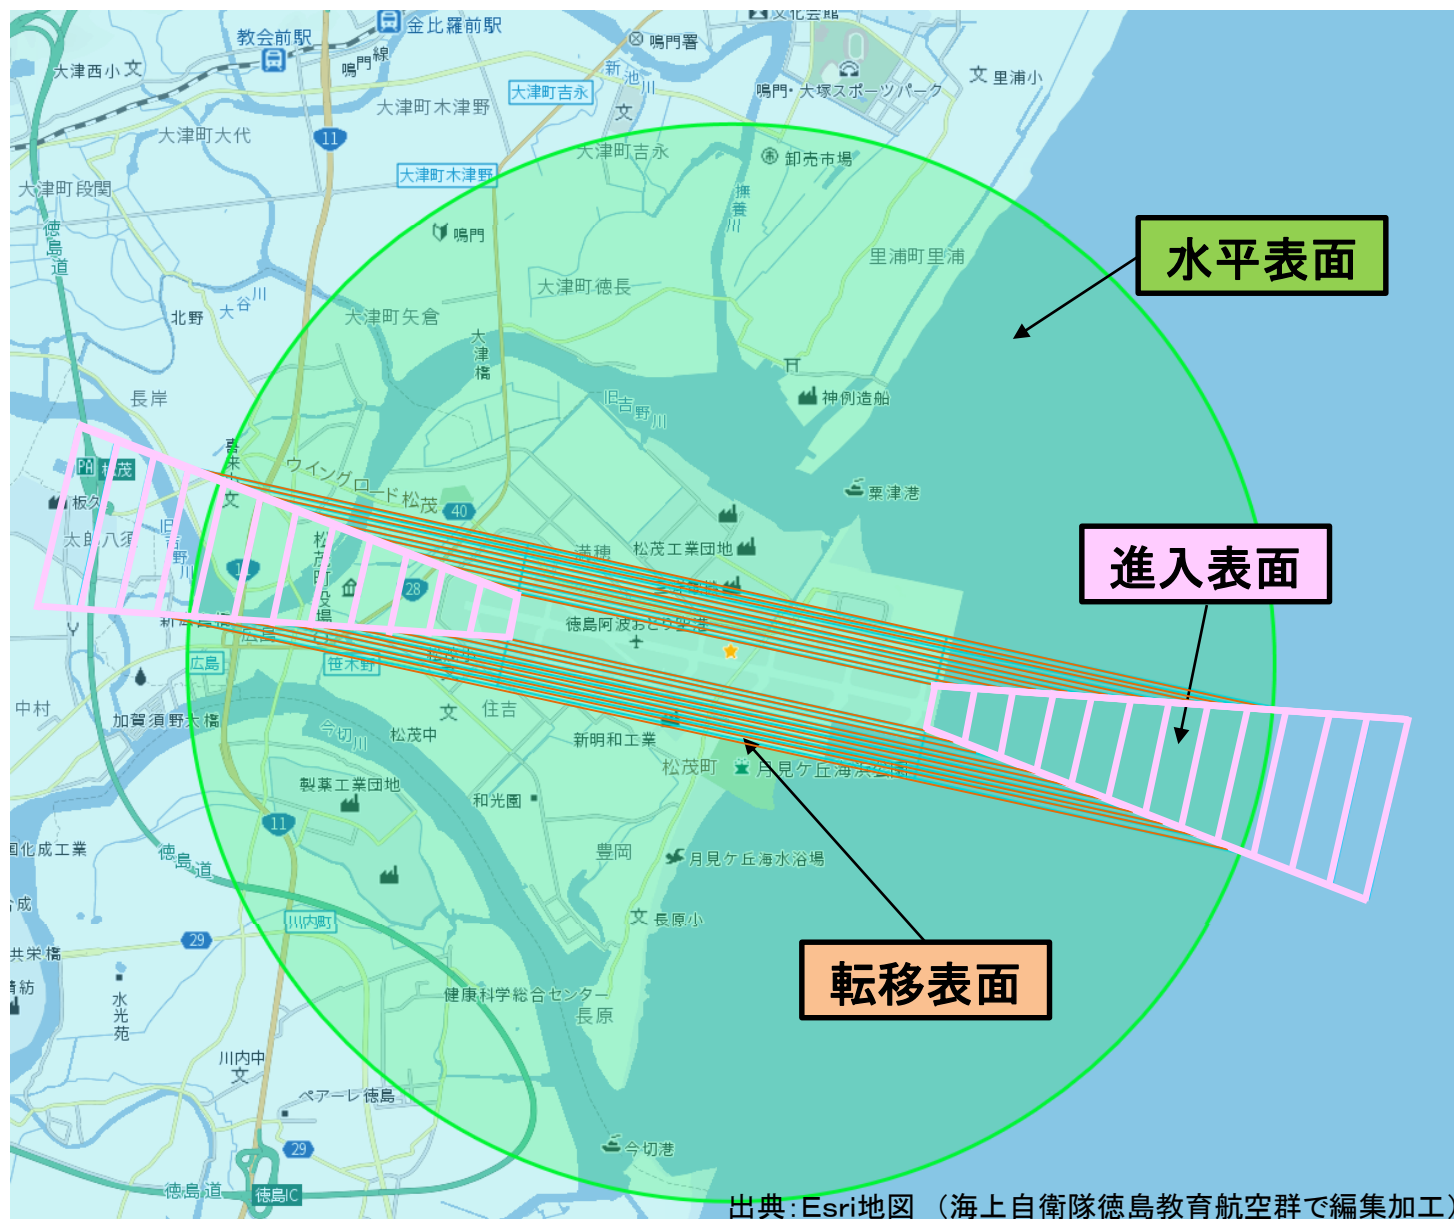 文化会館
金比羅前駅
教会前駅
鳴門署
鳴門線
大津西小
新池川
里浦小
大津町吉永
鳴門・大塚スポーツパーク
大津町木津野
11
大津町大代
大津町吉永
卸売市場
大津町木津野
大津町段関
撫養川
徳島道
鳴門
水平表面
里浦町里浦
大津町徳長
大谷川
北野
大津町矢倉
大津橋
長岸
旧吉野川
神例造船
PA 松茂
ウイングロード
松茂
板久
40
粟津港
太郎八須
旧吉野川
満穂
松茂工業団地
進入表面
11
松茂町役場
28
徳島阿波おどり空港
広島
広島
笹木野
松茂小
中村
加賀須野大橋
住吉
今切川
松茂中
新明和工業
松茂町
月見ケ丘海浜公園
製薬工業団地
和光園
11
国化成工業
徳島道
豊岡
月見ケ丘海水浴場
川内町
長原小
29
共栄橋
転移表面
水光苑
健康科学総合センター
長原
川内中
ペアーレ徳島
29
今切港
徳島道
徳島IC
出典：Esri地図 （海上自衛隊徳島教育航空群で編集加工）